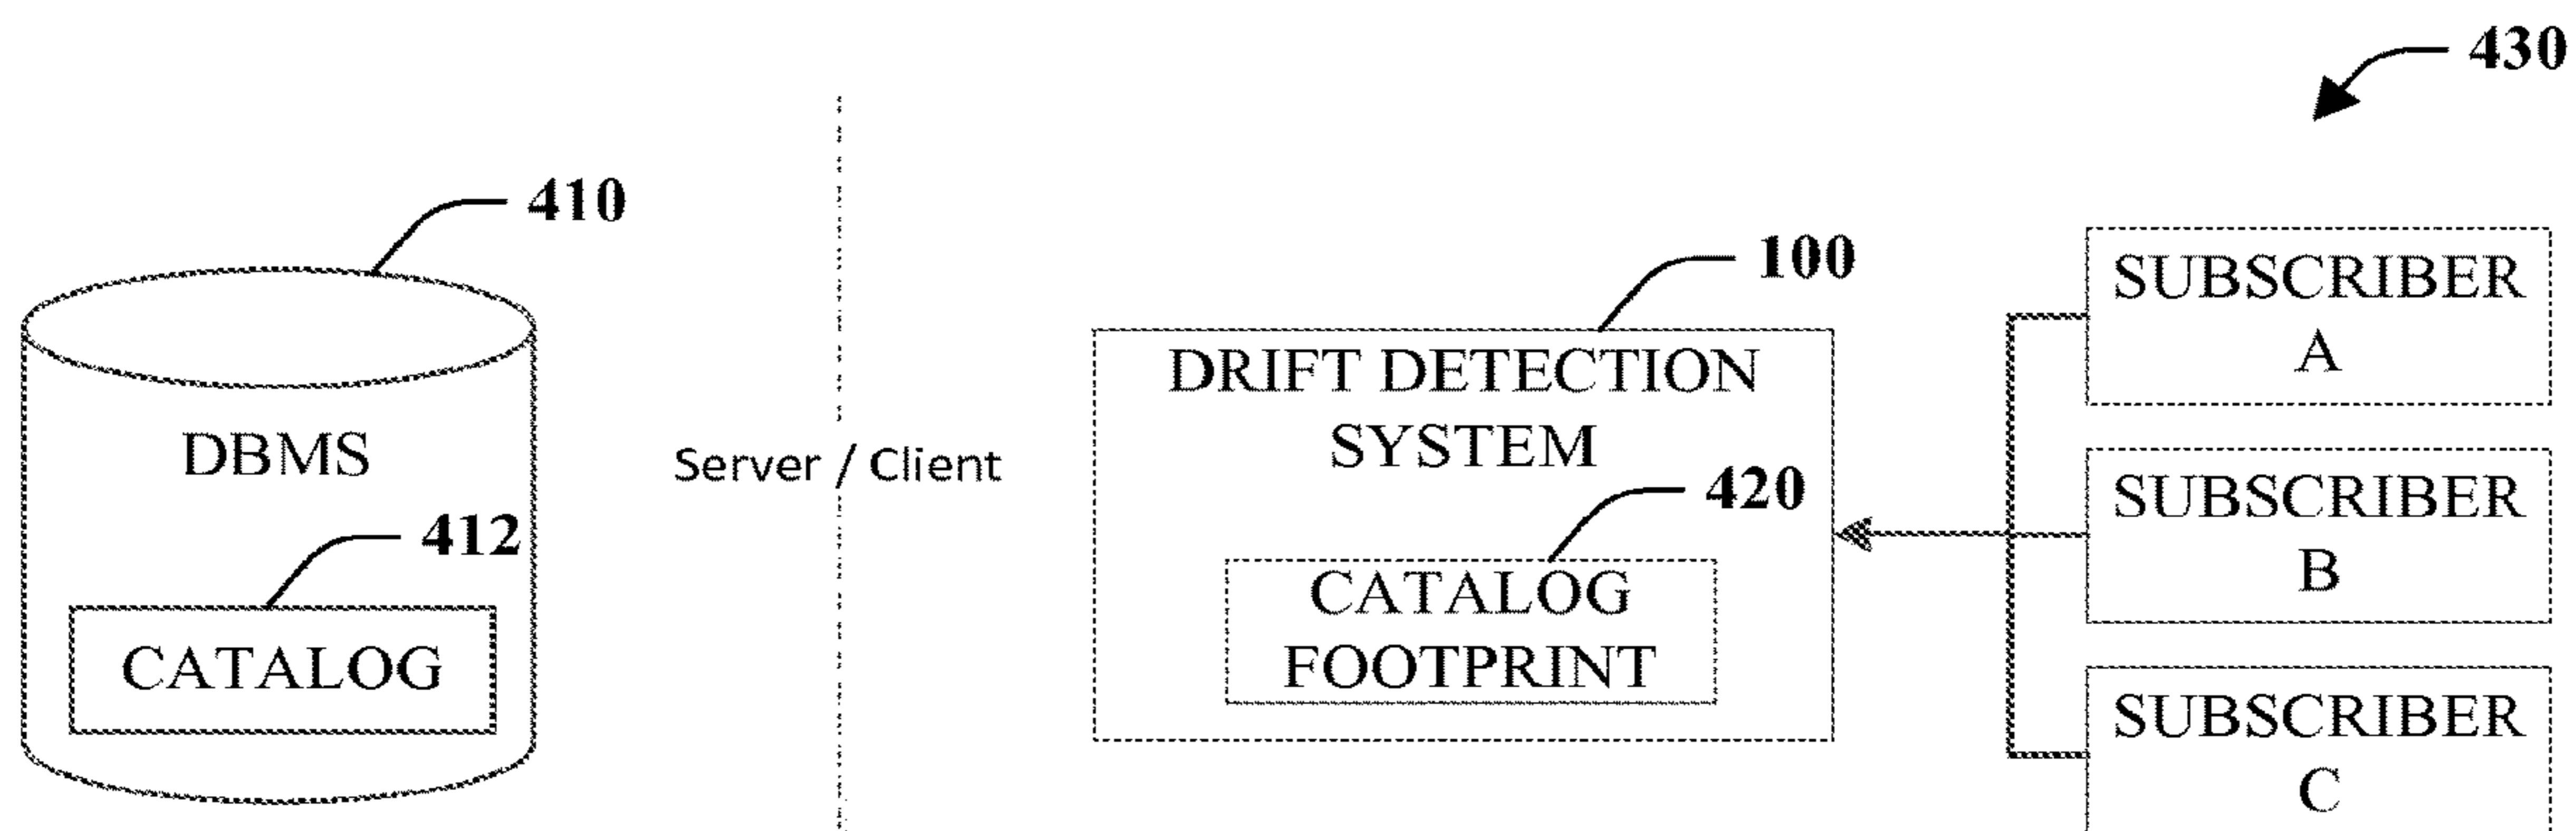 430
410
100
SUBSCRIBER
A
DRIFT DETECTION
SYSTEM
DBMS
Server / Client
420
SUBSCRIBER
B
412
CATALOG
FOOTPRINT
CATALOG
SUBSCRIBER
C